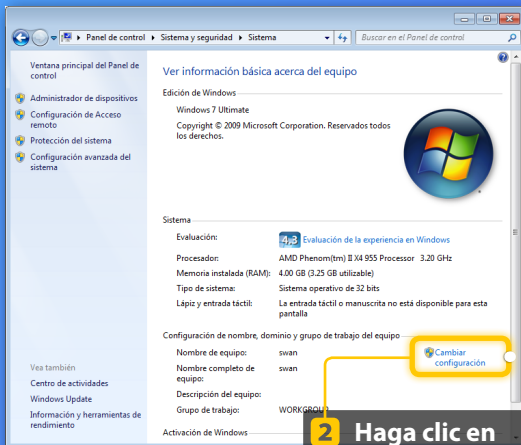 Panel de control ▸ Sistema y seguridad ▸ Sistema
Buscar en el Panel de control
Ventana principal del Panel de
control
Administrador de dispositivos
Configuración de Acceso
remoto
Protección del sistema
Configuración avanzada del
sistema
Vea también
Centro de actividades
Windows Update
Información y herramientas de
rendimiento
Ver información básica acerca del equipo
Edición de Windows
Windows 7 Ultimate
Copyright © 2009 Microsoft Corporation. Reservados todos
los derechos.
Sistema
Evaluación: 4,3 Evaluación de la experiencia en Windows
Procesador: AMD Phenom(tm) II X4 955 Processor 3.20 GHz
Memoria instalada (RAM): 4.00 GB (3.25 GB utilizable)
Tipo de sistema: Sistema operativo de 32 bits
Lápiz y entrada táctil: La entrada táctil o manuscrita no está disponible para esta
pantalla
Configuración de nombre, dominio y grupo de trabajo del equipo
Nombre de equipo: swan
Cambiar
configuración
Nombre completo de
equipo: swan
Descripción del equipo:
Grupo de trabajo: WORKGROUP
Activación de Windows
2 Haga clic en